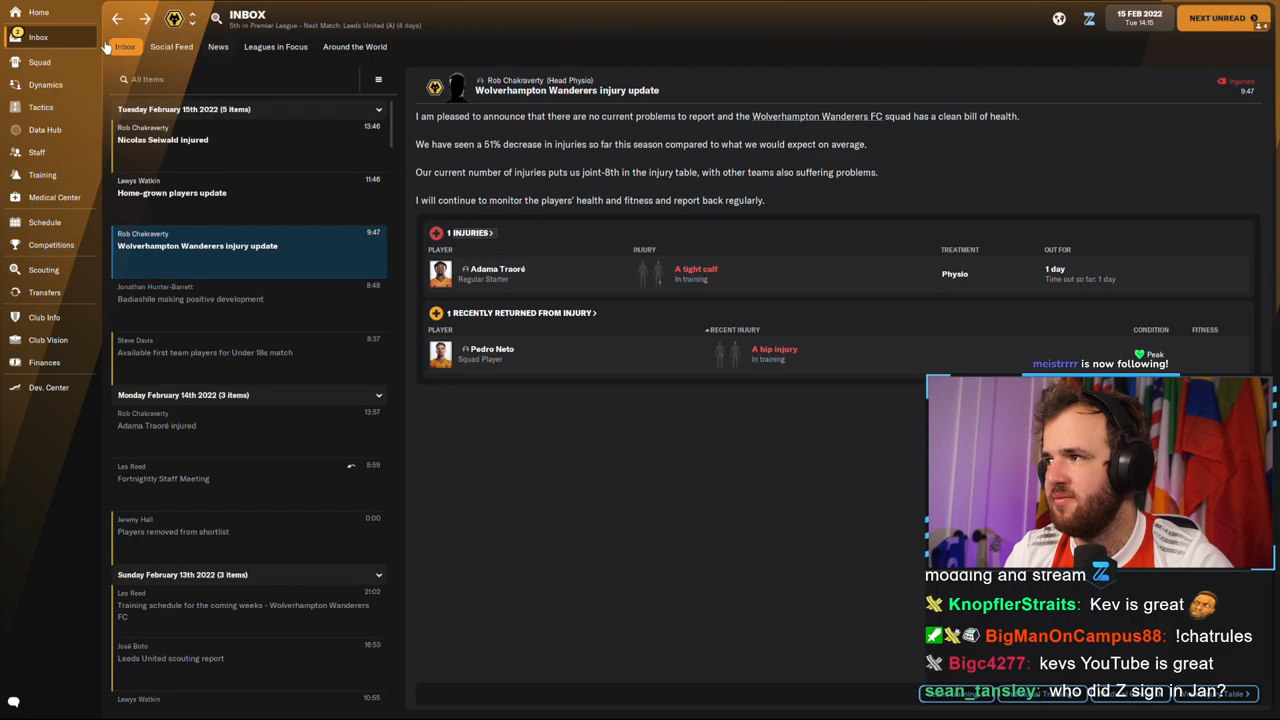 Home
Inbox
2
Squad
Dynamics
Tactics
Data Hub
Staff
Training
Medical Center
Schedule
Competitions
Scouting
Transfers
Club Info
Club Vision
Finances
Dev. Center
INBOX
5th in Premier League - Next Match: Leeds United (A) (4 days)
15 FEB 2022
Tue 14:15
NEXT UNREAD
4
Inbox
Social Feed
News
Leagues in Focus
Around the World
All Items
Tuesday February 15th 2022 (5 items)
Rob Chakraverty 13:46
Nicolas Seiwald injured
Lewys Watkin 11:46
Home-grown players update
Rob Chakraverty 9:47
Wolverhampton Wanderers injury update
Jonathan Hunter-Barrett 8:48
Badiashile making positive development
Steve Davis 8:37
Available first team players for Under 18s match
Monday February 14th 2022 (3 items)
Rob Chakraverty 13:57
Adama Traoré injured
Les Reed 8:59
Fortnightly Staff Meeting
Jeremy Hall 0:00
Players removed from shortlist
Sunday February 13th 2022 (3 items)
Les Reed 21:02
Training schedule for the coming weeks - Wolverhampton Wanderers
FC
José Boto 16:53
Leeds United scouting report
Lewys Watkin 10:55
Rob Chakraverty (Head Physio)
Wolverhampton Wanderers injury update
Injuries
9:47
I am pleased to announce that there are no current problems to report and the Wolverhampton Wanderers FC squad has a clean bill of health.
We have seen a 51% decrease in injuries so far this season compared to what we would expect on average.
Our current number of injuries puts us joint-8th in the injury table, with other teams also suffering problems.
I will continue to monitor the players' health and fitness and report back regularly.
1 INJURIES >
PLAYER INJURY TREATMENT OUT FOR
Adama Traoré
Regular Starter
A tight calf
In training
Physio
1 day
Time out so far: 1 day
1 RECENTLY RETURNED FROM INJURY >
PLAYER RECENT INJURY CONDITION FITNESS
Pedro Neto
Squad Player
A hip injury
In training
Peak
meistrrrr is now following!
modding and stream
KnopflerStraits: Kev is great
BigManOnCampus88: !chatrules
Bigc4277: kevs YouTube is great
sean_tansley: who did Z sign in Jan?
Table >